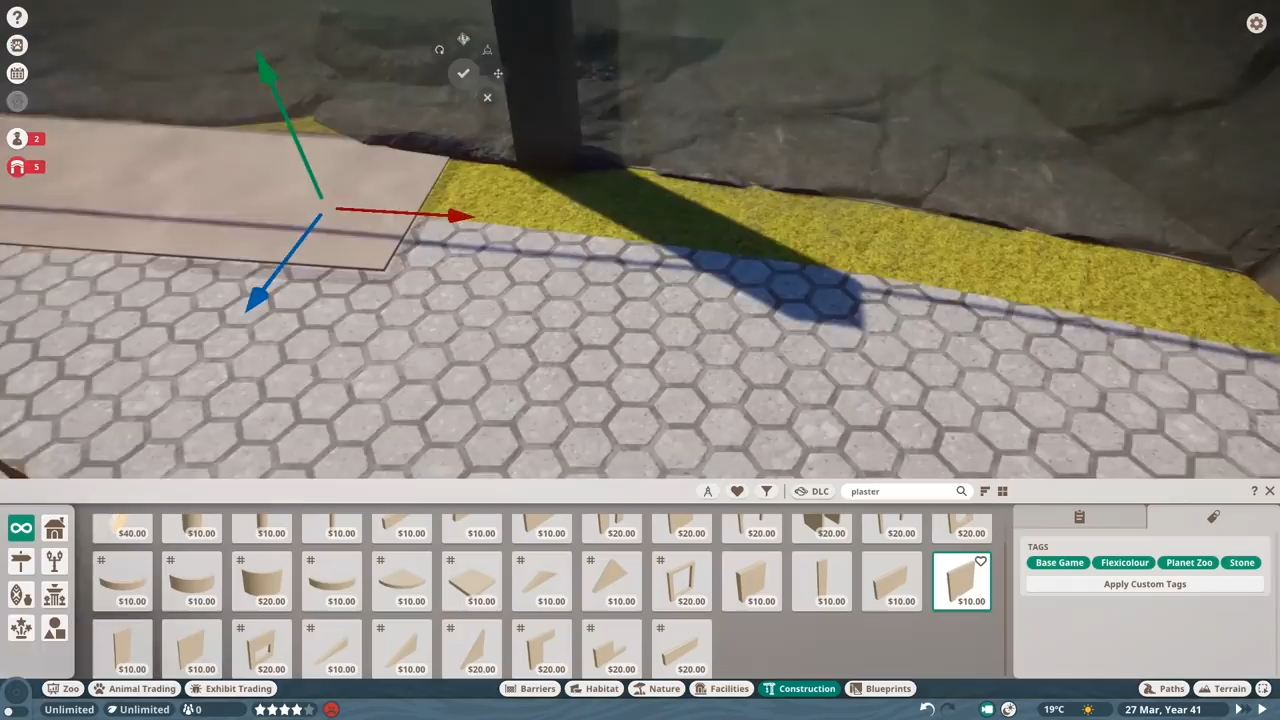 ?
2
5
DLC
plaster
? ×
$40.00 $10.00 $10.00 $10.00 $10.00 $10.00 $10.00 $20.00 $20.00 $20.00 $20.00 $20.00 $20.00
# $10.00 # $10.00 # $20.00 # $10.00 # $10.00 # $10.00 # $10.00 # $10.00 # $20.00 $10.00 $10.00 $10.00 $10.00
$10.00 $10.00 # $20.00 # $10.00 # $10.00 # $10.00 # $20.00 # $20.00 # $20.00
TAGS
Base Game Flexicolour Planet Zoo Stone
Apply Custom Tags
Zoo Animal Trading Exhibit Trading Barriers Habitat Nature Facilities Construction Blueprints Paths Terrain
Unlimited Unlimited 0 19°C 27 Mar, Year 41